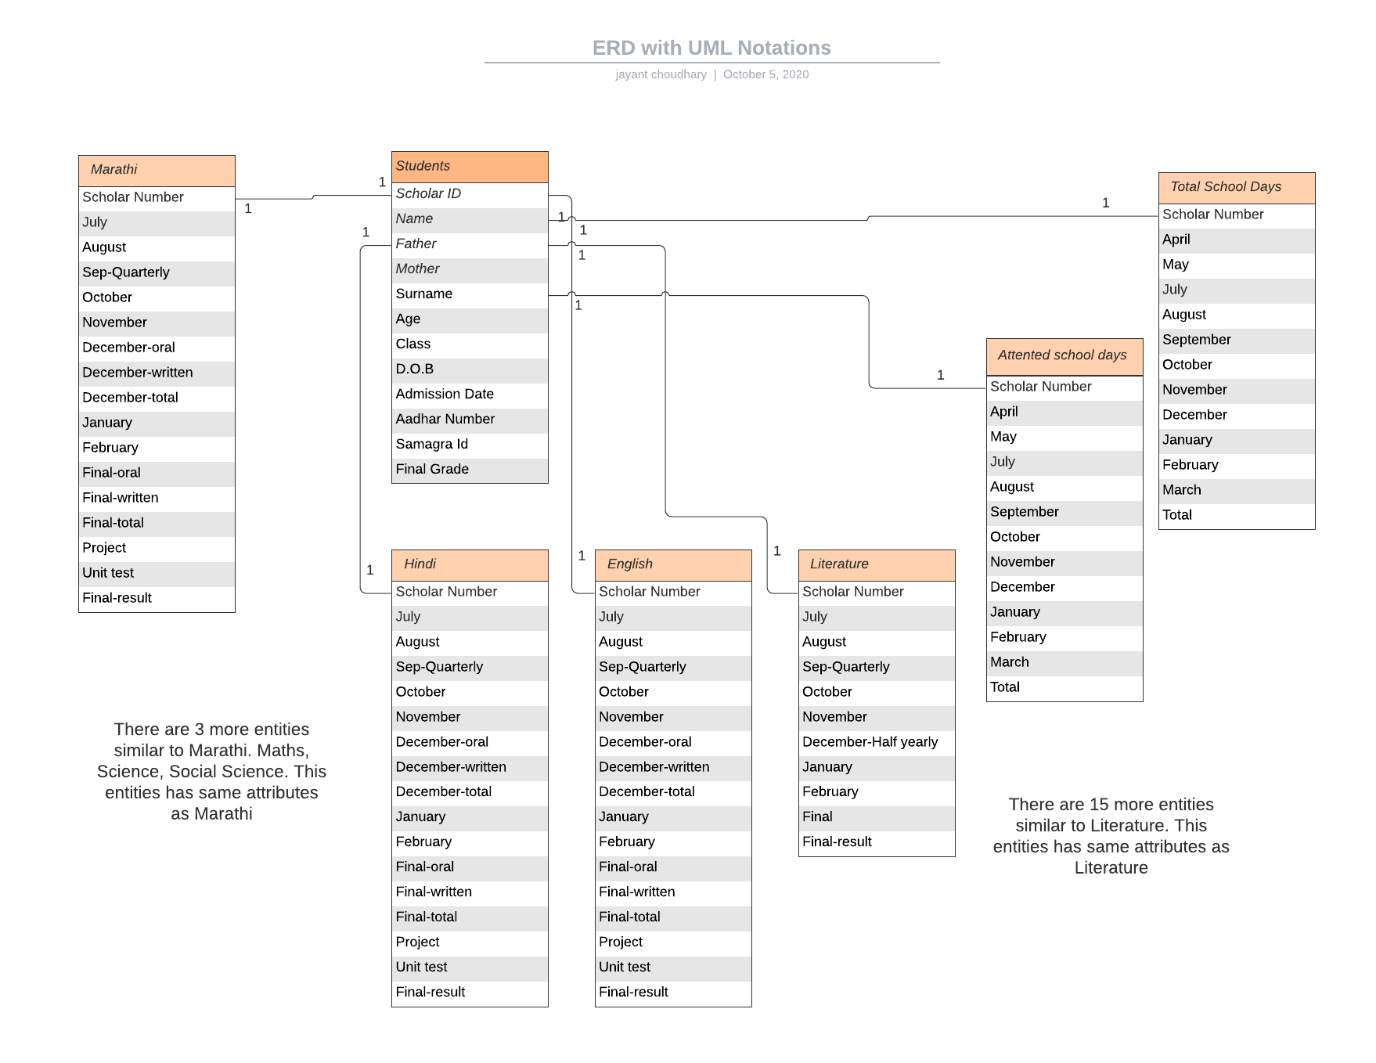 ERD with UML Notations
jayant choudhary | October 5, 2020
Marathi
Scholar Number
July
August
Sep-Quarterly
October
November
December-oral
December-written
December-total
January
February
Final-oral
Final-written
Final-total
Project
Unit test
Final-result
1
1
Students
Scholar ID
Name
Father
Mother
Surname
Age
Class
D.O.B
Admission Date
Aadhar Number
Samagra Id
Final Grade
1
1
1
1
1
1
1
1
1
1
Total School Days
Scholar Number
April
May
July
August
September
October
November
December
January
February
March
Total
Attented school days
Scholar Number
April
May
July
August
September
October
November
December
January
February
March
Total
Hindi
Scholar Number
July
August
Sep-Quarterly
October
November
December-oral
December-written
December-total
January
February
Final-oral
Final-written
Final-total
Project
Unit test
Final-result
English
Scholar Number
July
August
Sep-Quarterly
October
November
December-oral
December-written
December-total
January
February
Final-oral
Final-written
Final-total
Project
Unit test
Final-result
Literature
Scholar Number
July
August
Sep-Quarterly
October
November
December-Half yearly
January
February
Final
Final-result
There are 3 more entities
similar to Marathi. Maths,
Science, Social Science. This
entities has same attributes
as Marathi
There are 15 more entities
similar to Literature. This
entities has same attributes as
Literature